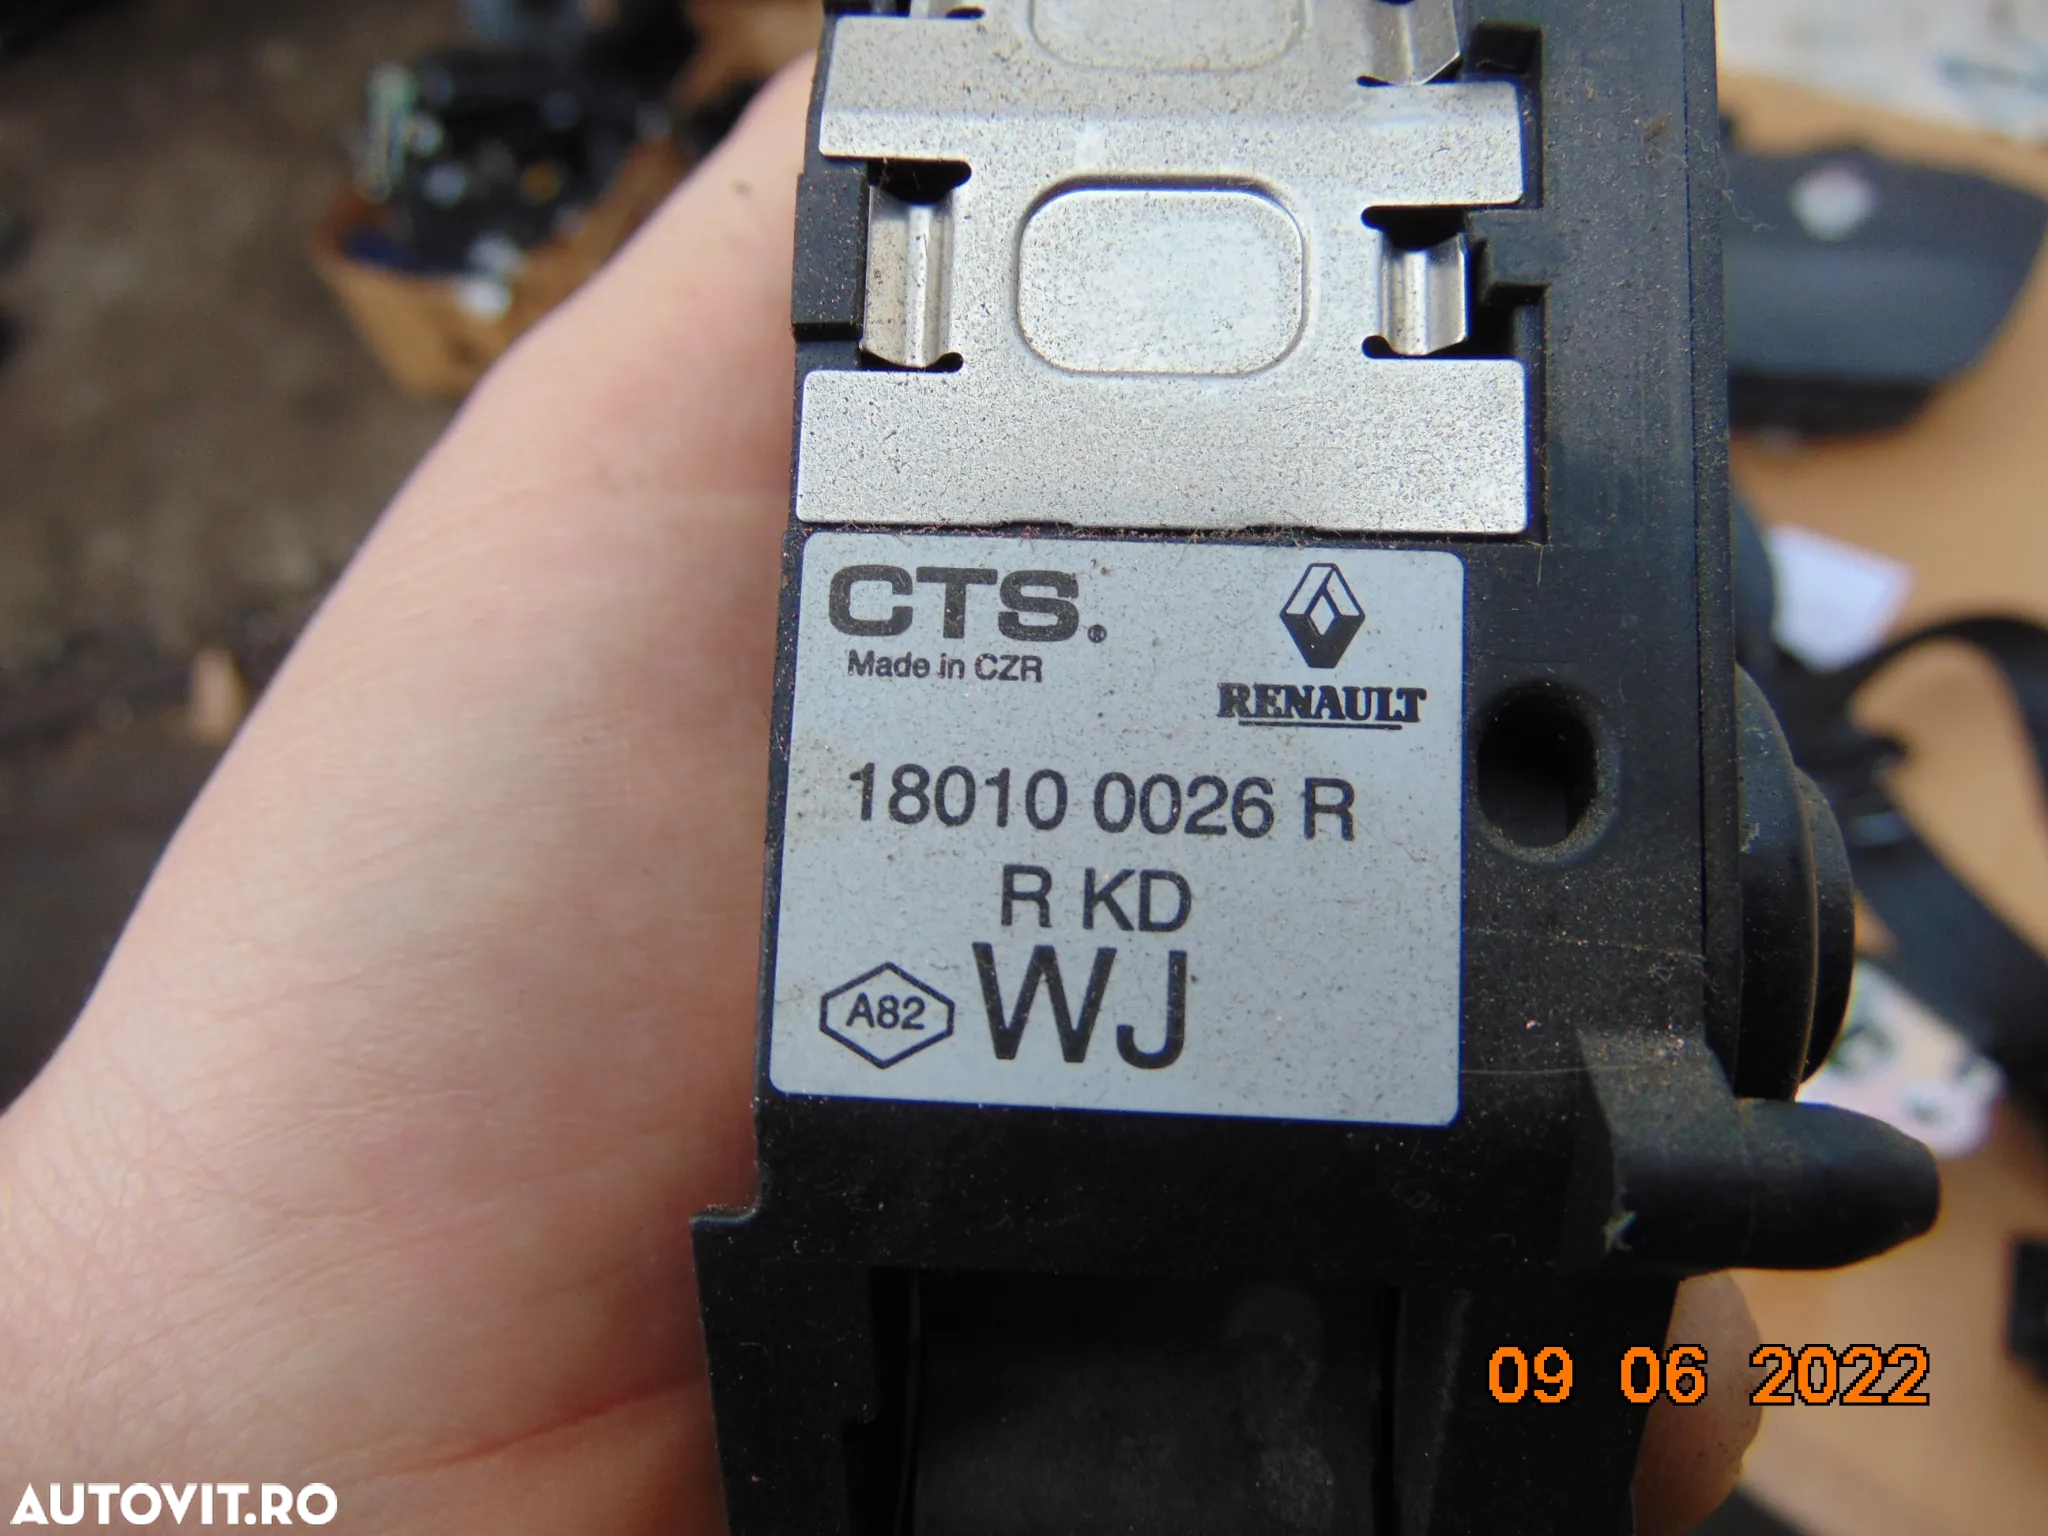 CTS.®
Made in CZR
RENAULT
18010 0026 R
R KD
A82 WJ
09 06 2022
AUTOVIT.RO